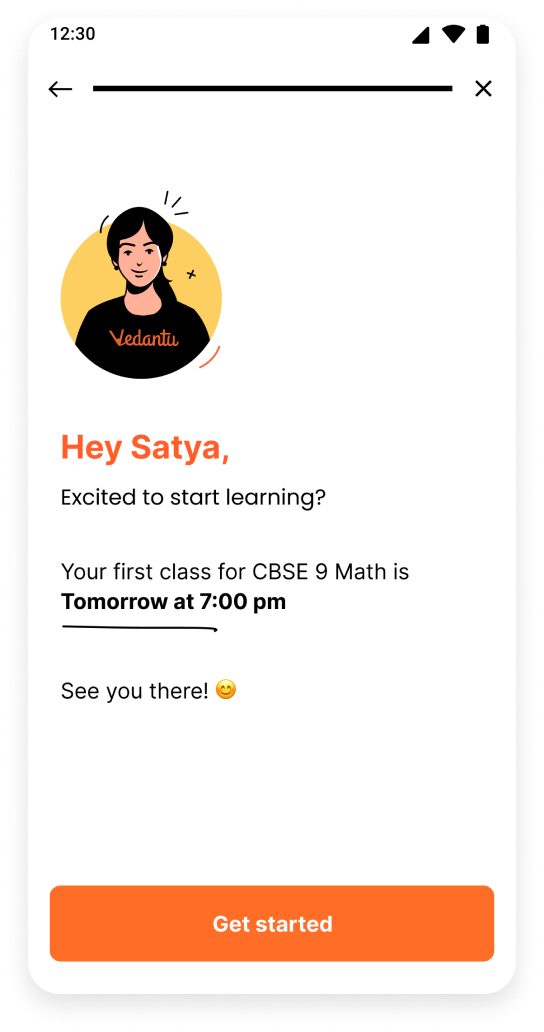 12:30
Vedantu
Hey Satya,
Excited to start learning?
Your first class for CBSE 9 Math is
Tomorrow at 7:00 pm
See you there! 😊
Get started